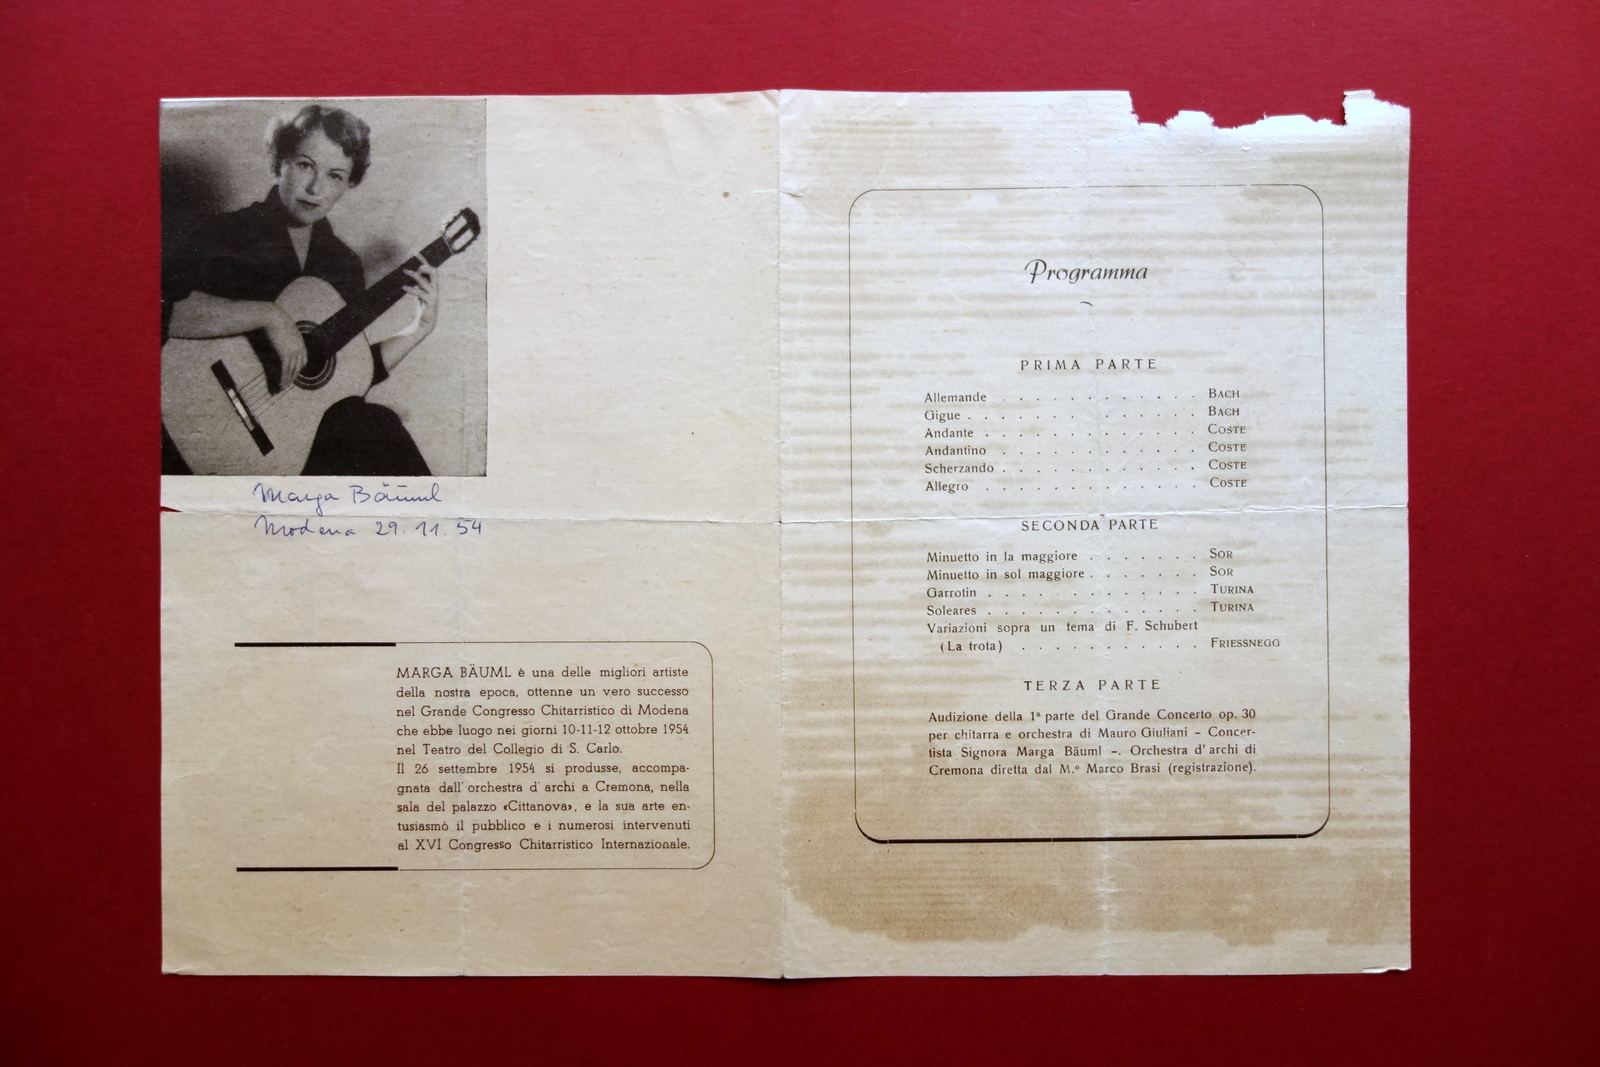 Marga Bäuml
Modena 29. 11. 54
MARGA BÄUML è una delle migliori artiste
della nostra epoca, ottenne un vero successo
nel Grande Congresso Chitarristico di Modena
che ebbe luogo nei giorni 10-11-12 ottobre 1954
nel Teatro del Collegio di S. Carlo.
Il 26 settembre 1954 si produsse, accompa-
gnata dall' orchestra d' archi a Cremona, nella
sala del palazzo «Cittanova», e la sua arte en-
tusiasmò il pubblico e i numerosi intervenuti
al XVI Congresso Chitarristico Internazionale.
Programma
PRIMA PARTE
Allemande . . . . . . . . . . . . BACH
Gigue . . . . . . . . . . . . . . BACH
Andante . . . . . . . . . . . . . COSTE
Andantino . . . . . . . . . . . . COSTE
Scherzando . . . . . . . . . . . . COSTE
Allegro . . . . . . . . . . . . . COSTE
SECONDA PARTE
Minuetto in la maggiore . . . . . . . SOR
Minuetto in sol maggiore . . . . . . . SOR
Garrotin . . . . . . . . . . . . . TURINA
Soleares . . . . . . . . . . . . . TURINA
Variazioni sopra un tema di F. Schubert
(La trota) . . . . . . . . . . . FRIESSNEGG
TERZA PARTE
Audizione della 1ª parte del Grande Concerto op. 30
per chitarra e orchestra di Mauro Giuliani - Concer-
tista Signora Marga Bäuml -. Orchestra d' archi di
Cremona diretta dal M.º Marco Brasi (registrazione).